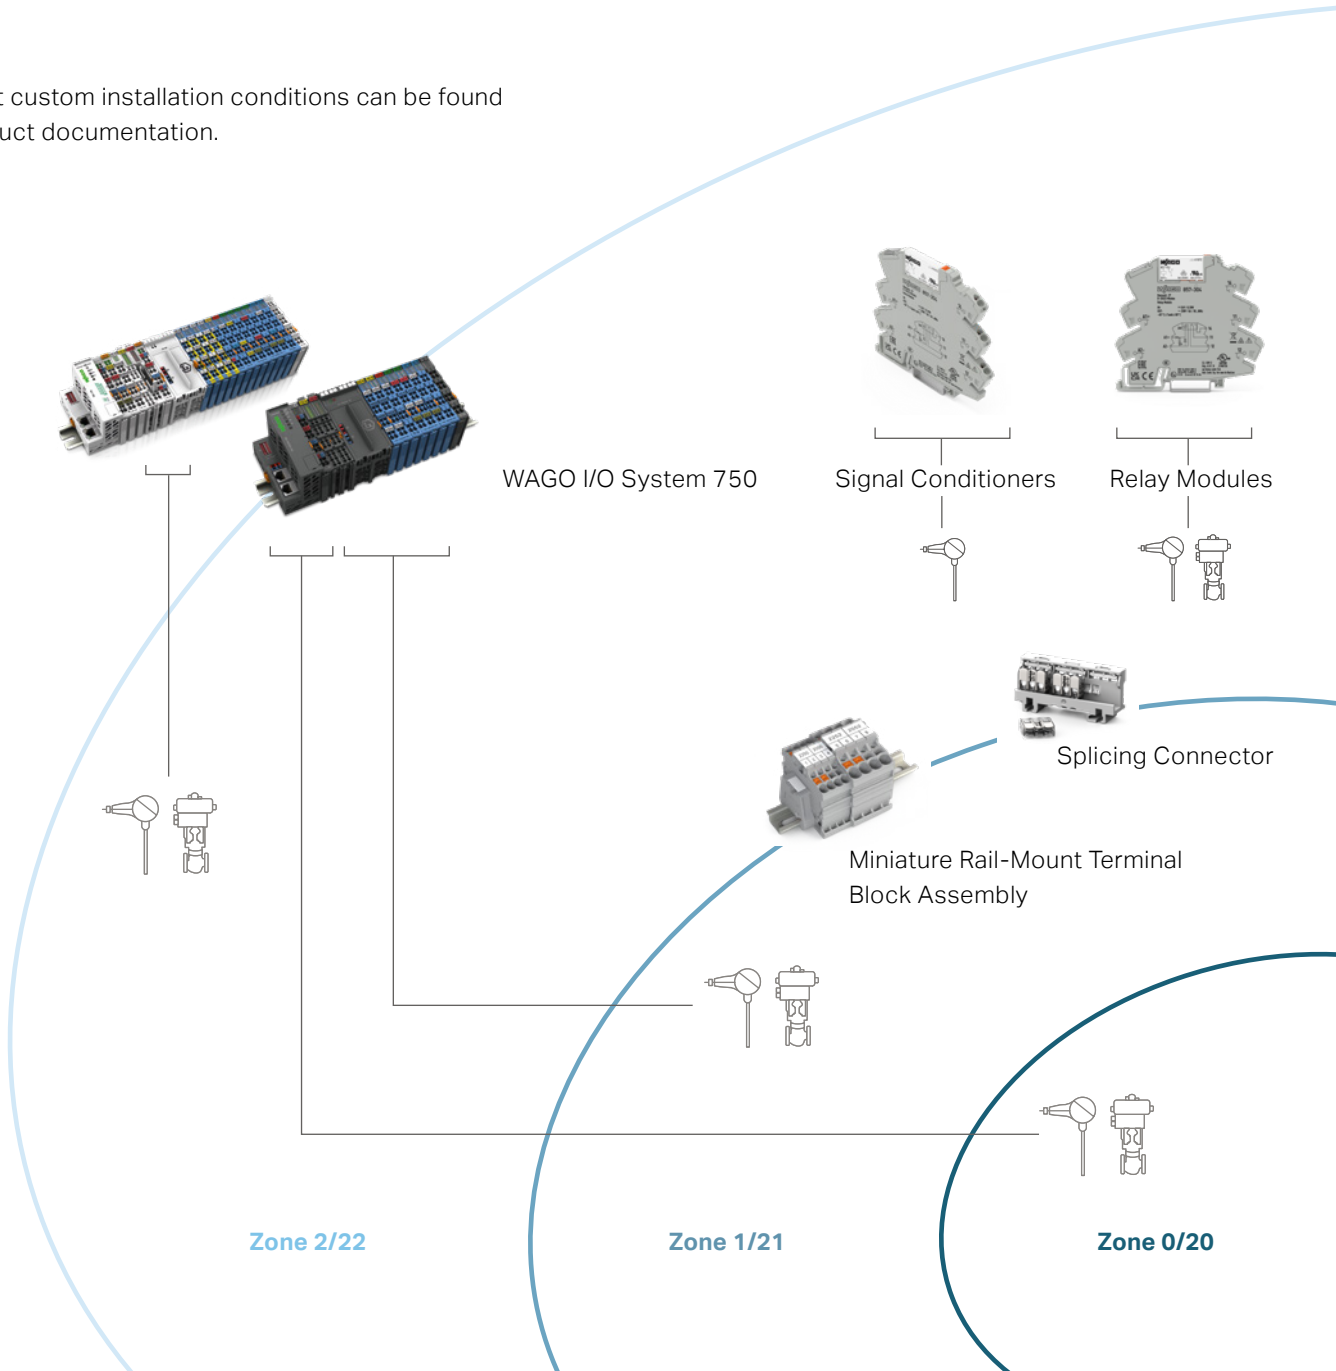 custom installation conditions can be found
documentation.
WAGO I/O System 750
Signal Conditioners
Relay Modules
Splicing Connector
Miniature Rail-Mount Terminal
Block Assembly
Zone 2/22
Zone 1/21
Zone 0/20